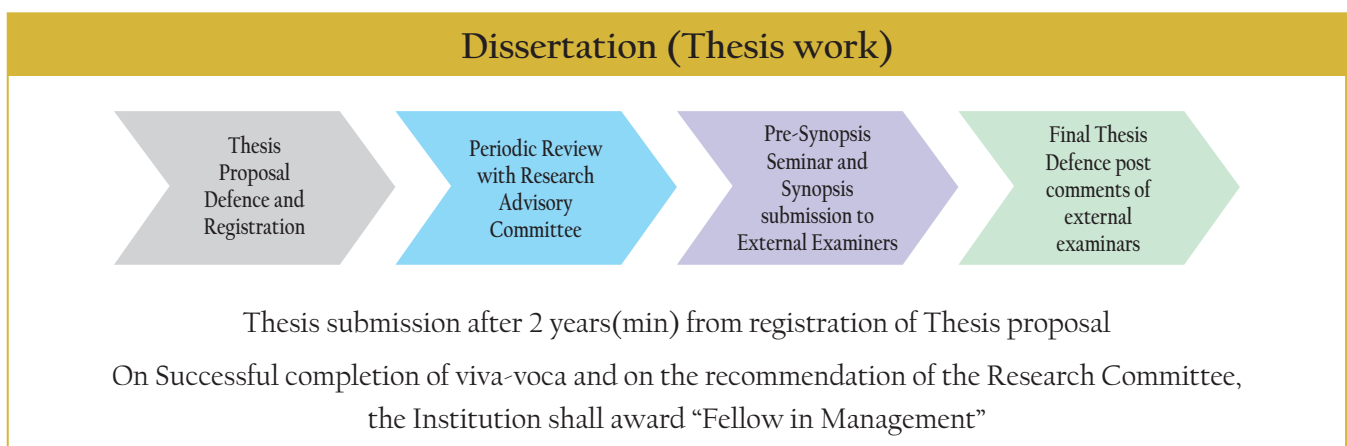 Dissertation (Thesis work)
Thesis
Proposal
Defence and
Registration
Periodic Review
with Research
Advisory
Committee
Pre-Synopsis
Seminar and
Synopsis
submission to
External Examiners
Final Thesis
Defence post
comments of
external
examinars
Thesis submission after 2 years(min) from registration of Thesis proposal
On Successful completion of viva-voca and on the recommendation of the Research Committee,
the Institution shall award “Fellow in Management”